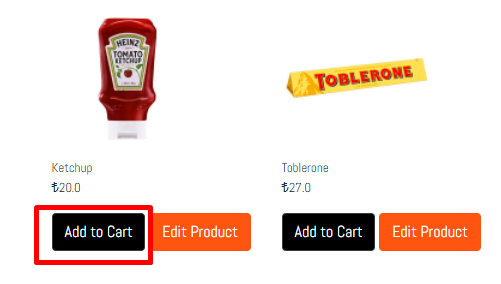 HEINZ
TOMATO
KETCHUP
TOBLERONE
Ketchup
₺20.0
Toblerone
₺27.0
Add to Cart
Edit Product
Add to Cart
Edit Product